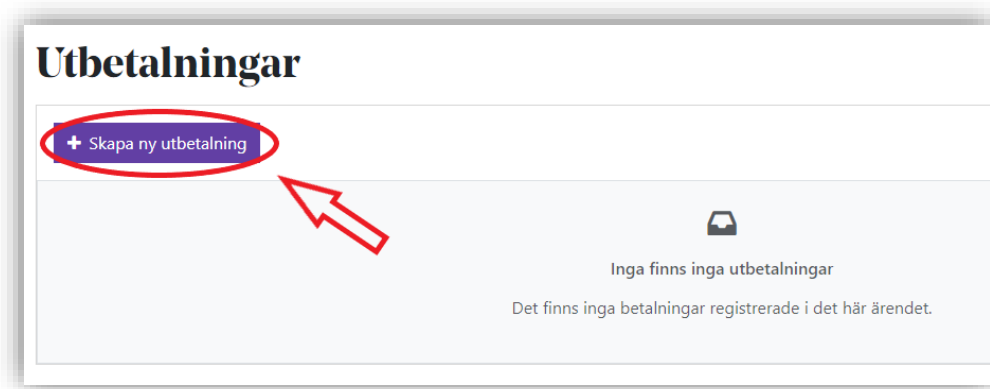 Utbetalningar
+ Skapa ny utbetalning
Inga finns inga utbetalningar
Det finns inga betalningar registrerade i det här ärendet.